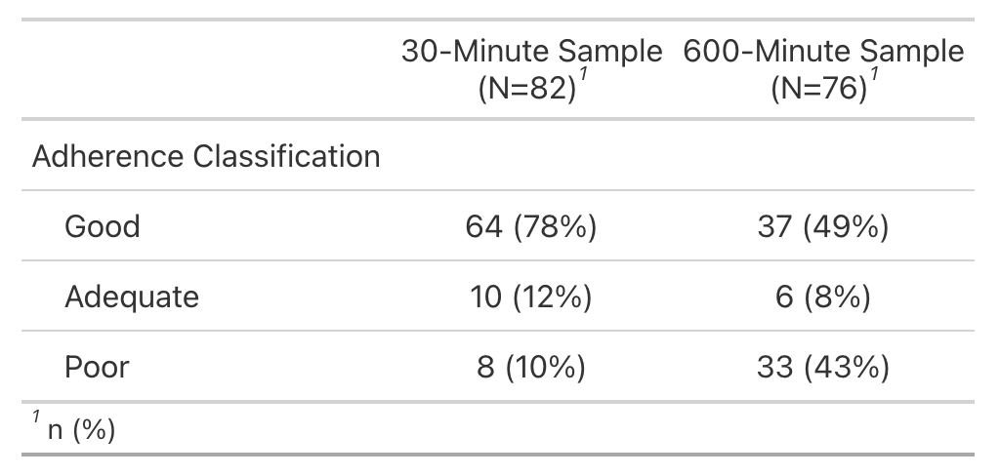 30-Minute Sample 600-Minute Sample
(N=82)1 (N=76)1
Adherence Classification
Good 64 (78%) 37 (49%)
Adequate 10 (12%) 6 (8%)
Poor 8 (10%) 33 (43%)
1 n (%)